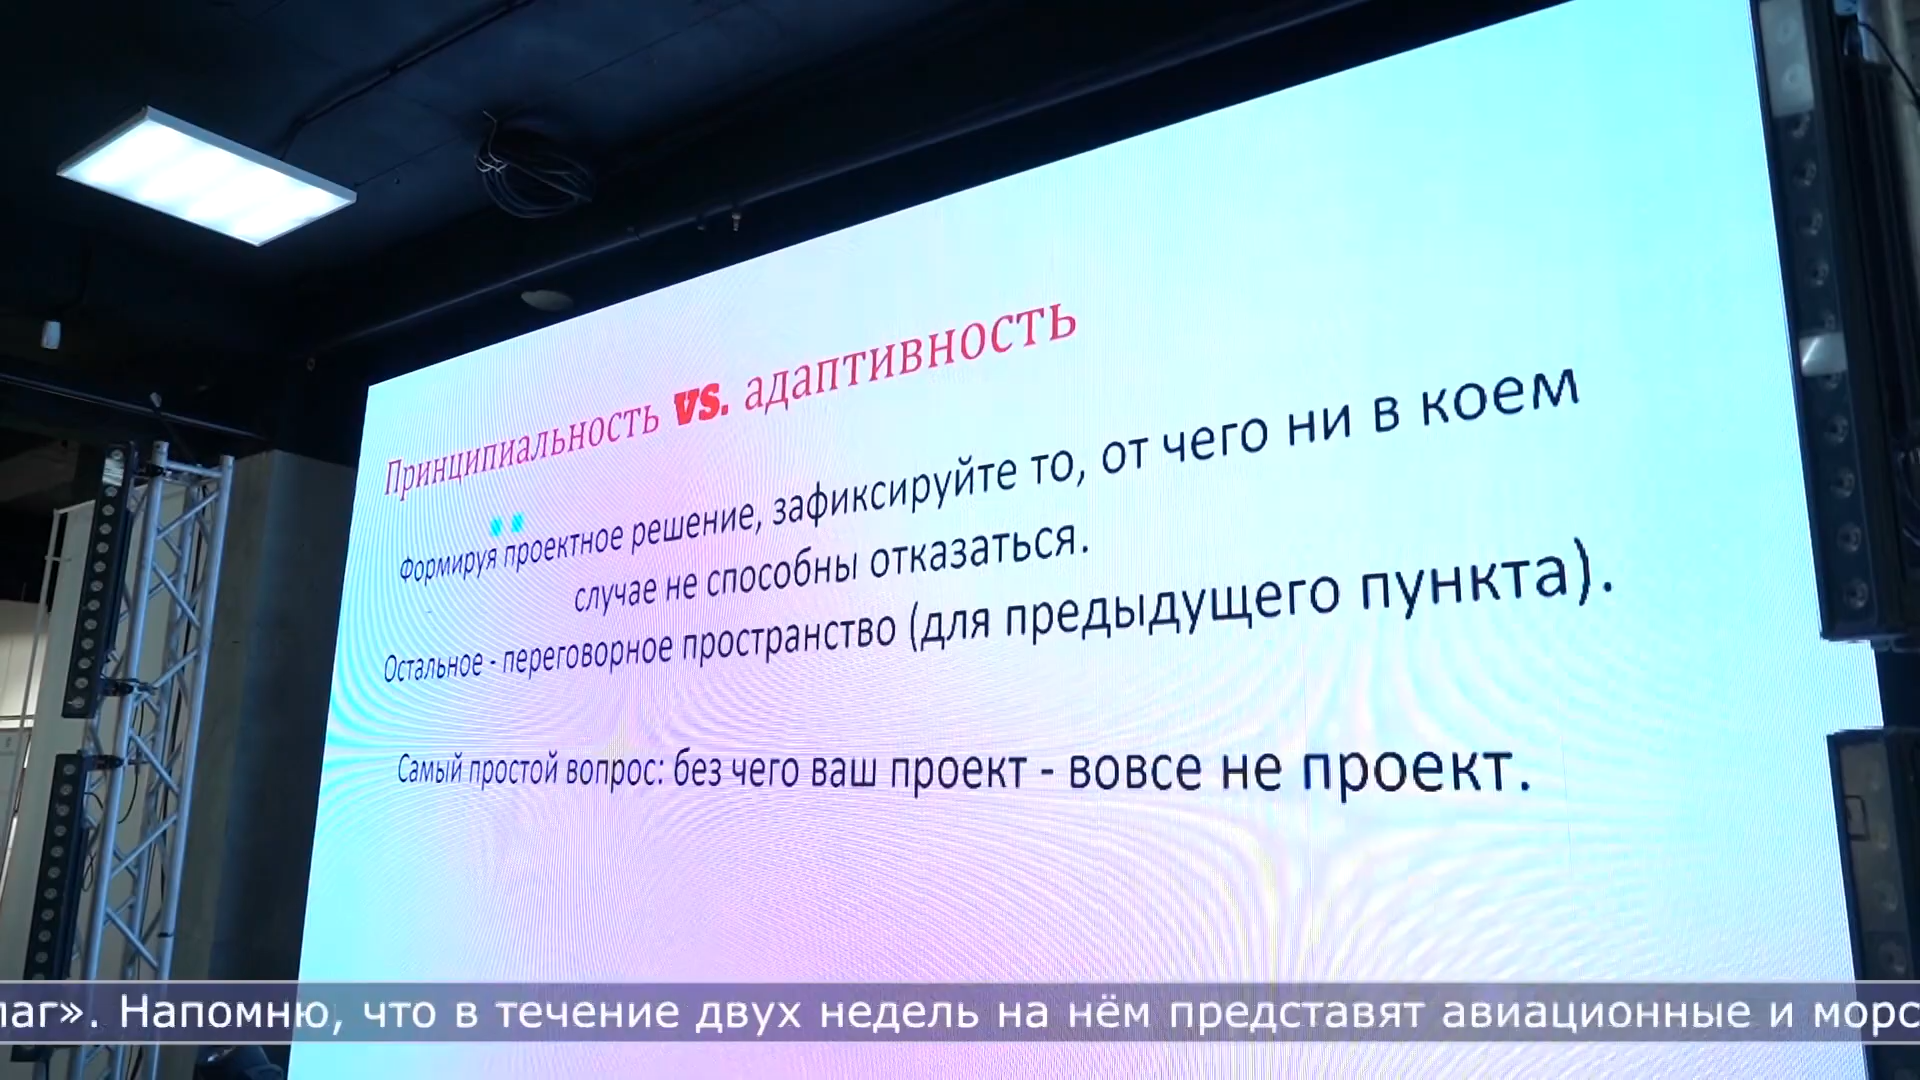 Принципиальность vs. адаптивность
Формируя проектное решение, зафиксируйте то, от чего ни в коем
случае не способны отказаться.
Остальное - переговорное пространство (для предыдущего пункта).
Самый простой вопрос: без чего ваш проект - вовсе не проект.
лаг». Напомню, что в течение двух недель на нём представят авиационные и морс